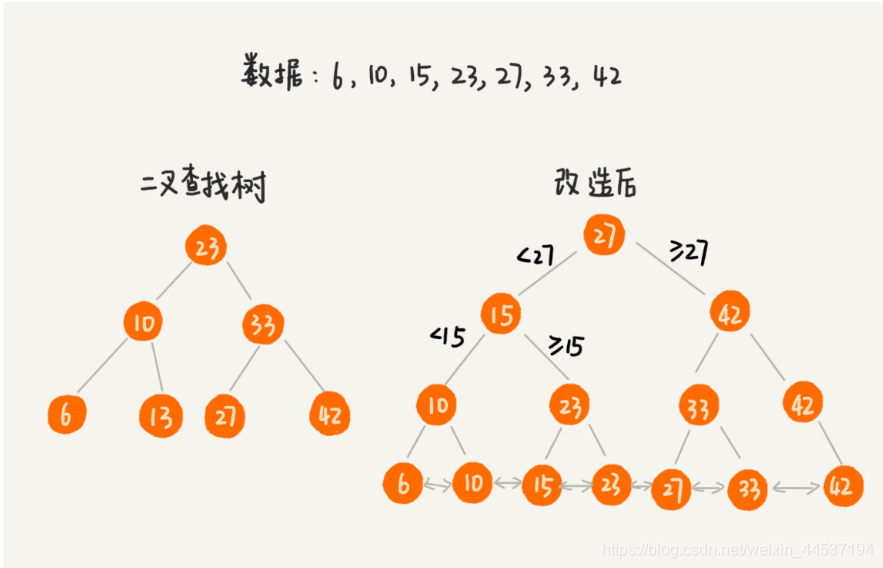 数据: 6, 10, 15, 23, 27, 33, 42
二叉查找树
改造后
23
10 33
6 13 27 42
27
<27 ≥27
15 42
<15 ≥15
10 23 33 42
6 10 15 23 27 33 42
https://blog.csdn.net/weixin_44537194